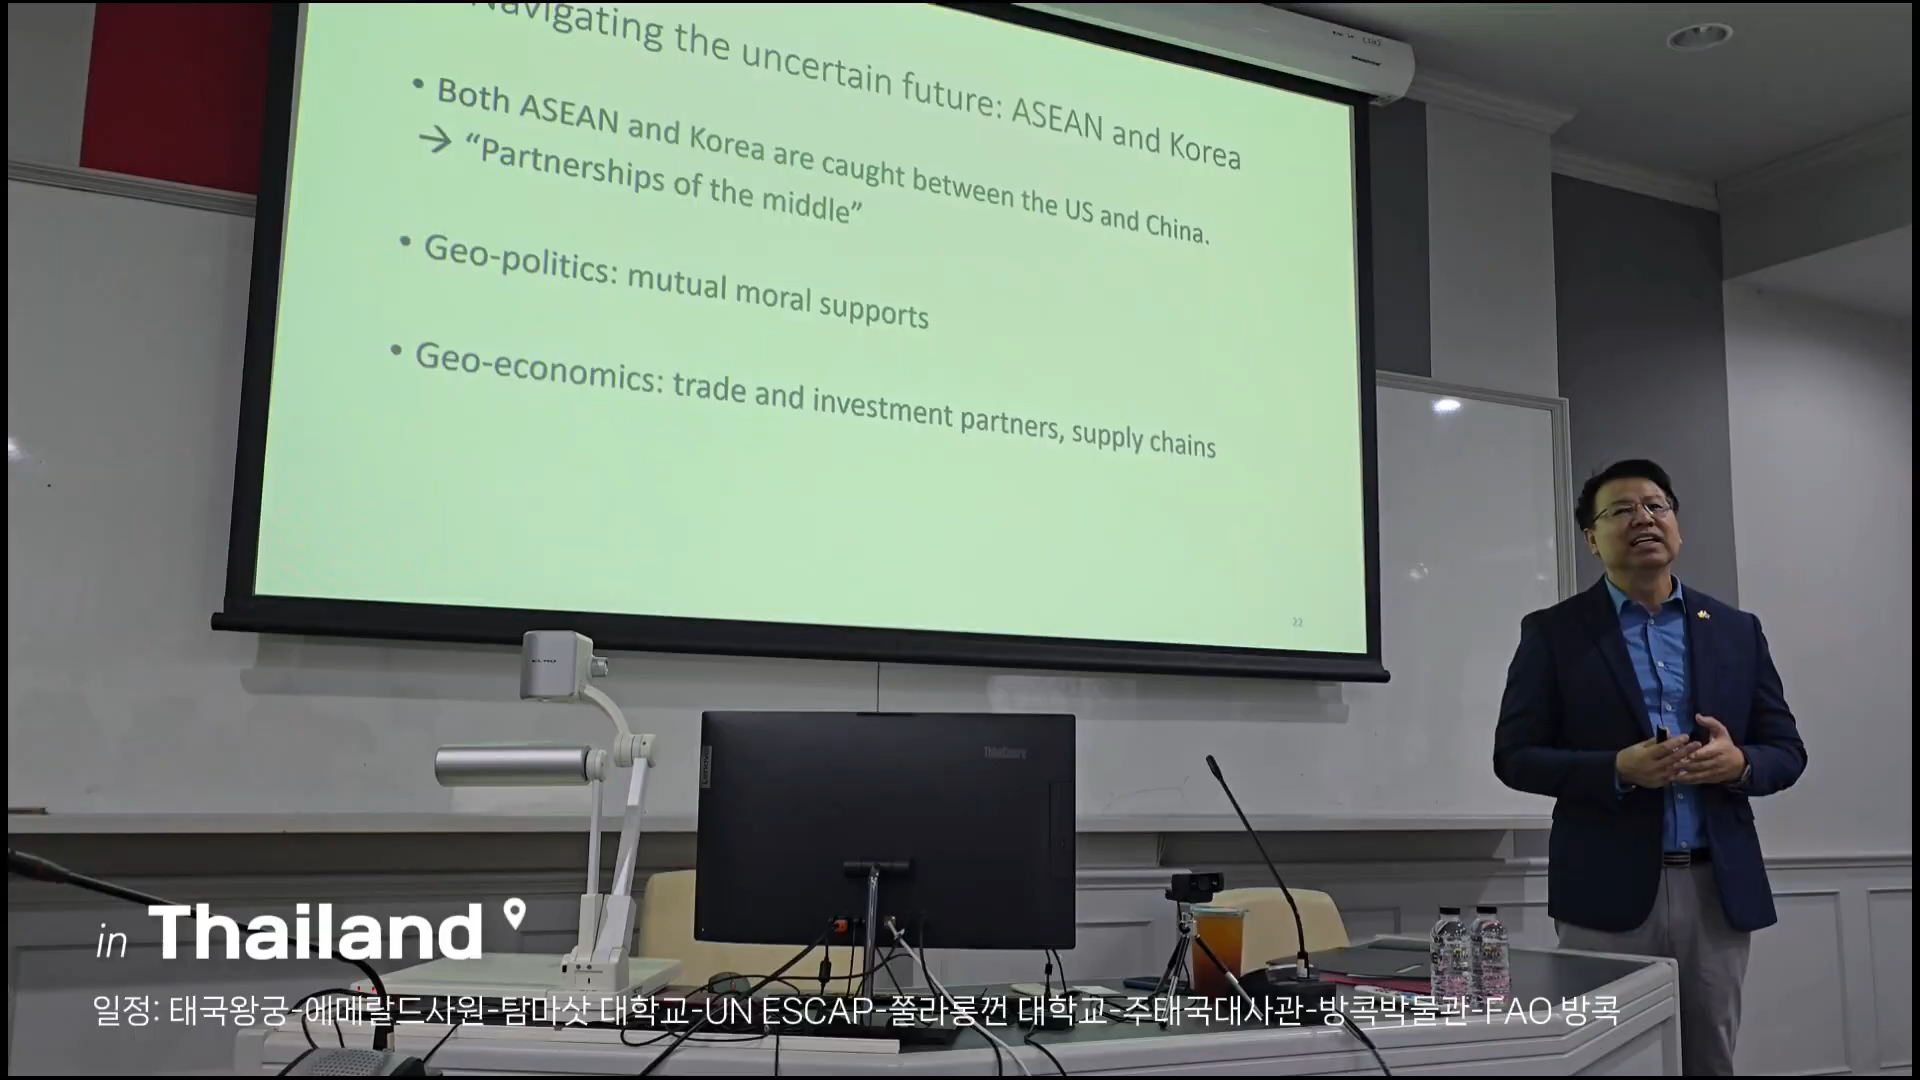 Navigating the uncertain future: ASEAN and Korea
• Both ASEAN and Korea are caught between the US and China.
→ “Partnerships of the middle”
• Geo-politics: mutual moral supports
• Geo-economics: trade and investment partners, supply chains
22
ELMO
Lenovo
ThinkCentre
in Thailand
일정: 태국왕궁-에메랄드사원-탐마삿 대학교-UN ESCAP-쭐라롱껀 대학교-주태국대사관-방콕박물관-FAO 방콕